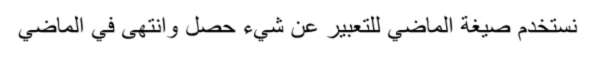 نستخدم صيغة الماضي للتعبير عن شيء حصل وانتهى في الماضي